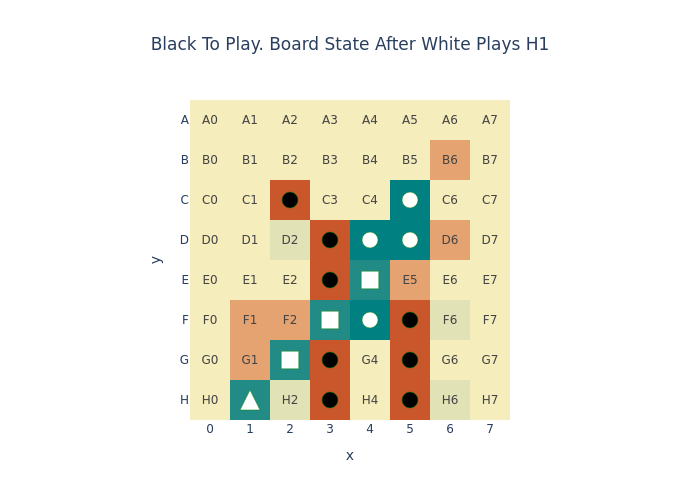 Black To Play. Board State After White Plays H1
A A0 A1 A2 A3 A4 A5 A6 A7
B B0 B1 B2 B3 B4 B5 B6 B7
C C0 C1 C3 C4 C6 C7
D D0 D1 D2 D6 D7
y
E E0 E1 E2 E5 E6 E7
F F0 F1 F2 F6 F7
G G0 G1 G4 G6 G7
H H0 H2 H4 H6 H7
0 1 2 3 4 5 6 7
x